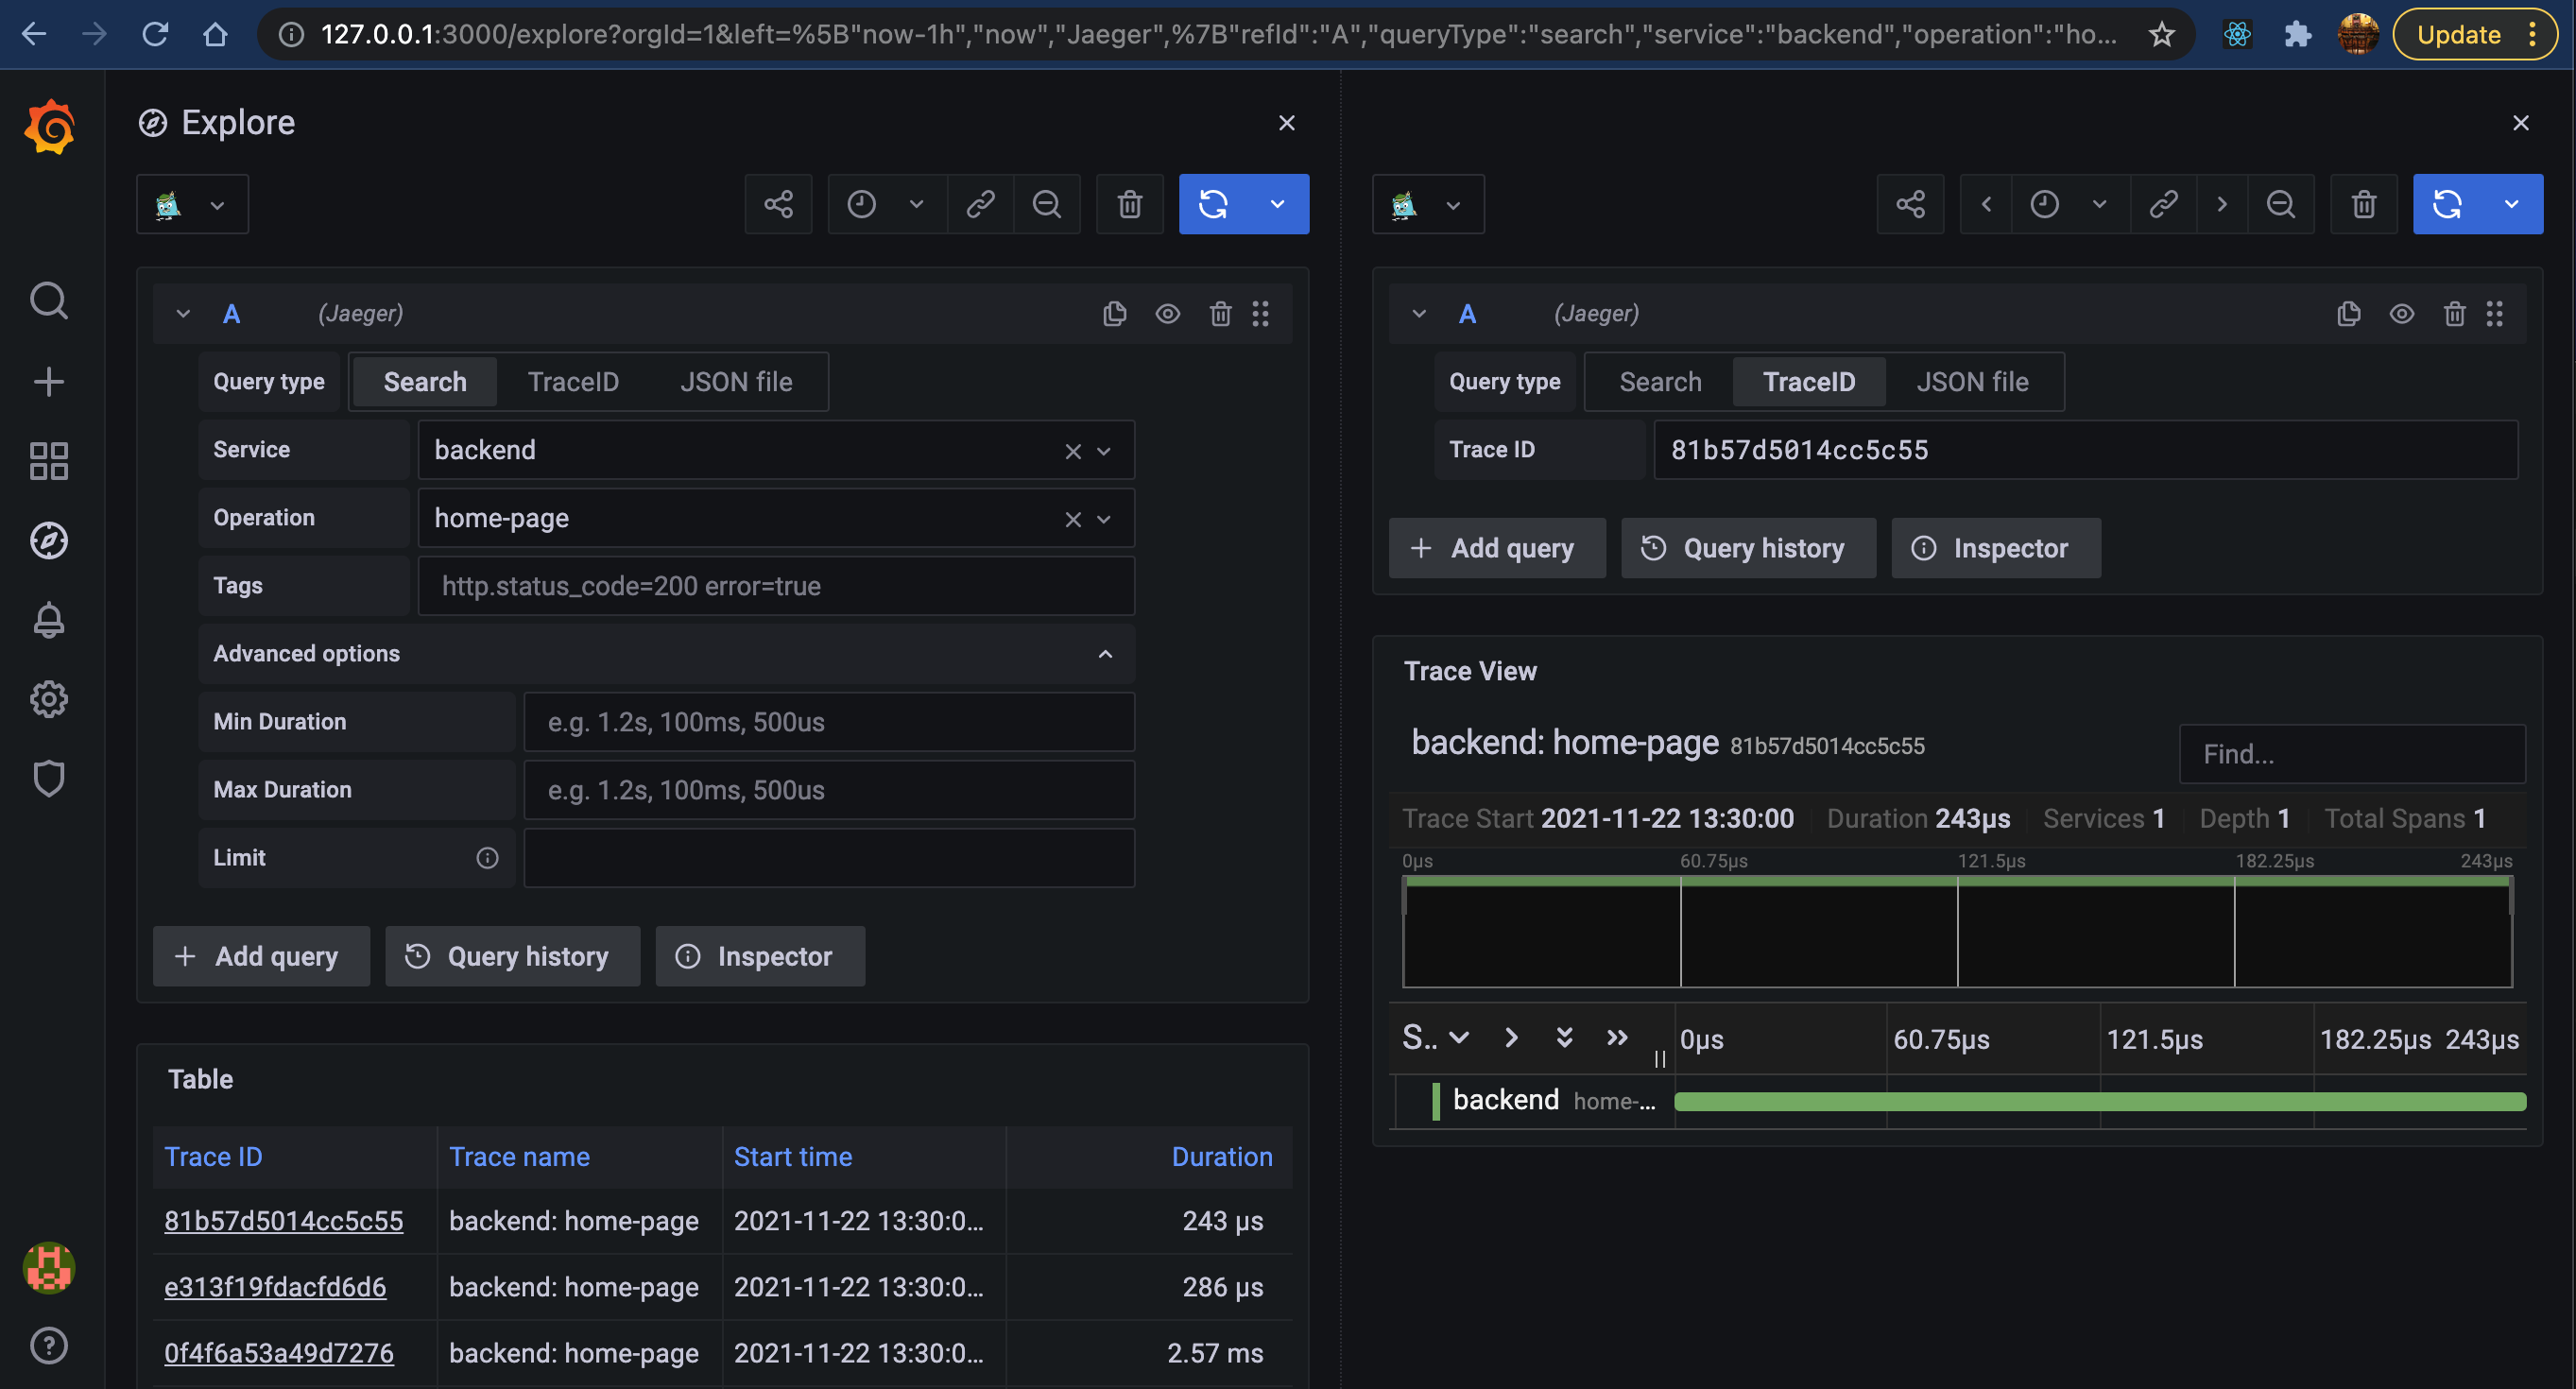 127.0.0.1:3000/explore?orgId=1&left=%5B"now-1h","now","Jaeger",%7B"refId":"A","queryType":"search","service":"backend","operation":"ho...
Update
Explore
A (Jaeger)
Query type Search TraceID JSON file
Service backend
Operation home-page
Tags http.status_code=200 error=true
Advanced options
Min Duration e.g. 1.2s, 100ms, 500us
Max Duration e.g. 1.2s, 100ms, 500us
Limit
Add query Query history Inspector
Table
Trace ID Trace name Start time Duration
81b57d5014cc5c55 backend: home-page 2021-11-22 13:30:0... 243 µs
e313f19fdacfd6d6 backend: home-page 2021-11-22 13:30:0... 286 µs
0f4f6a53a49d7276 backend: home-page 2021-11-22 13:30:0... 2.57 ms
A (Jaeger)
Query type Search TraceID JSON file
Trace ID 81b57d5014cc5c55
Add query Query history Inspector
Trace View
backend: home-page 81b57d5014cc5c55 Find...
Trace Start 2021-11-22 13:30:00 Duration 243µs Services 1 Depth 1 Total Spans 1
0µs 60.75µs 121.5µs 182.25µs 243µs
S.. 0µs 60.75µs 121.5µs 182.25µs 243µs
backend home-...